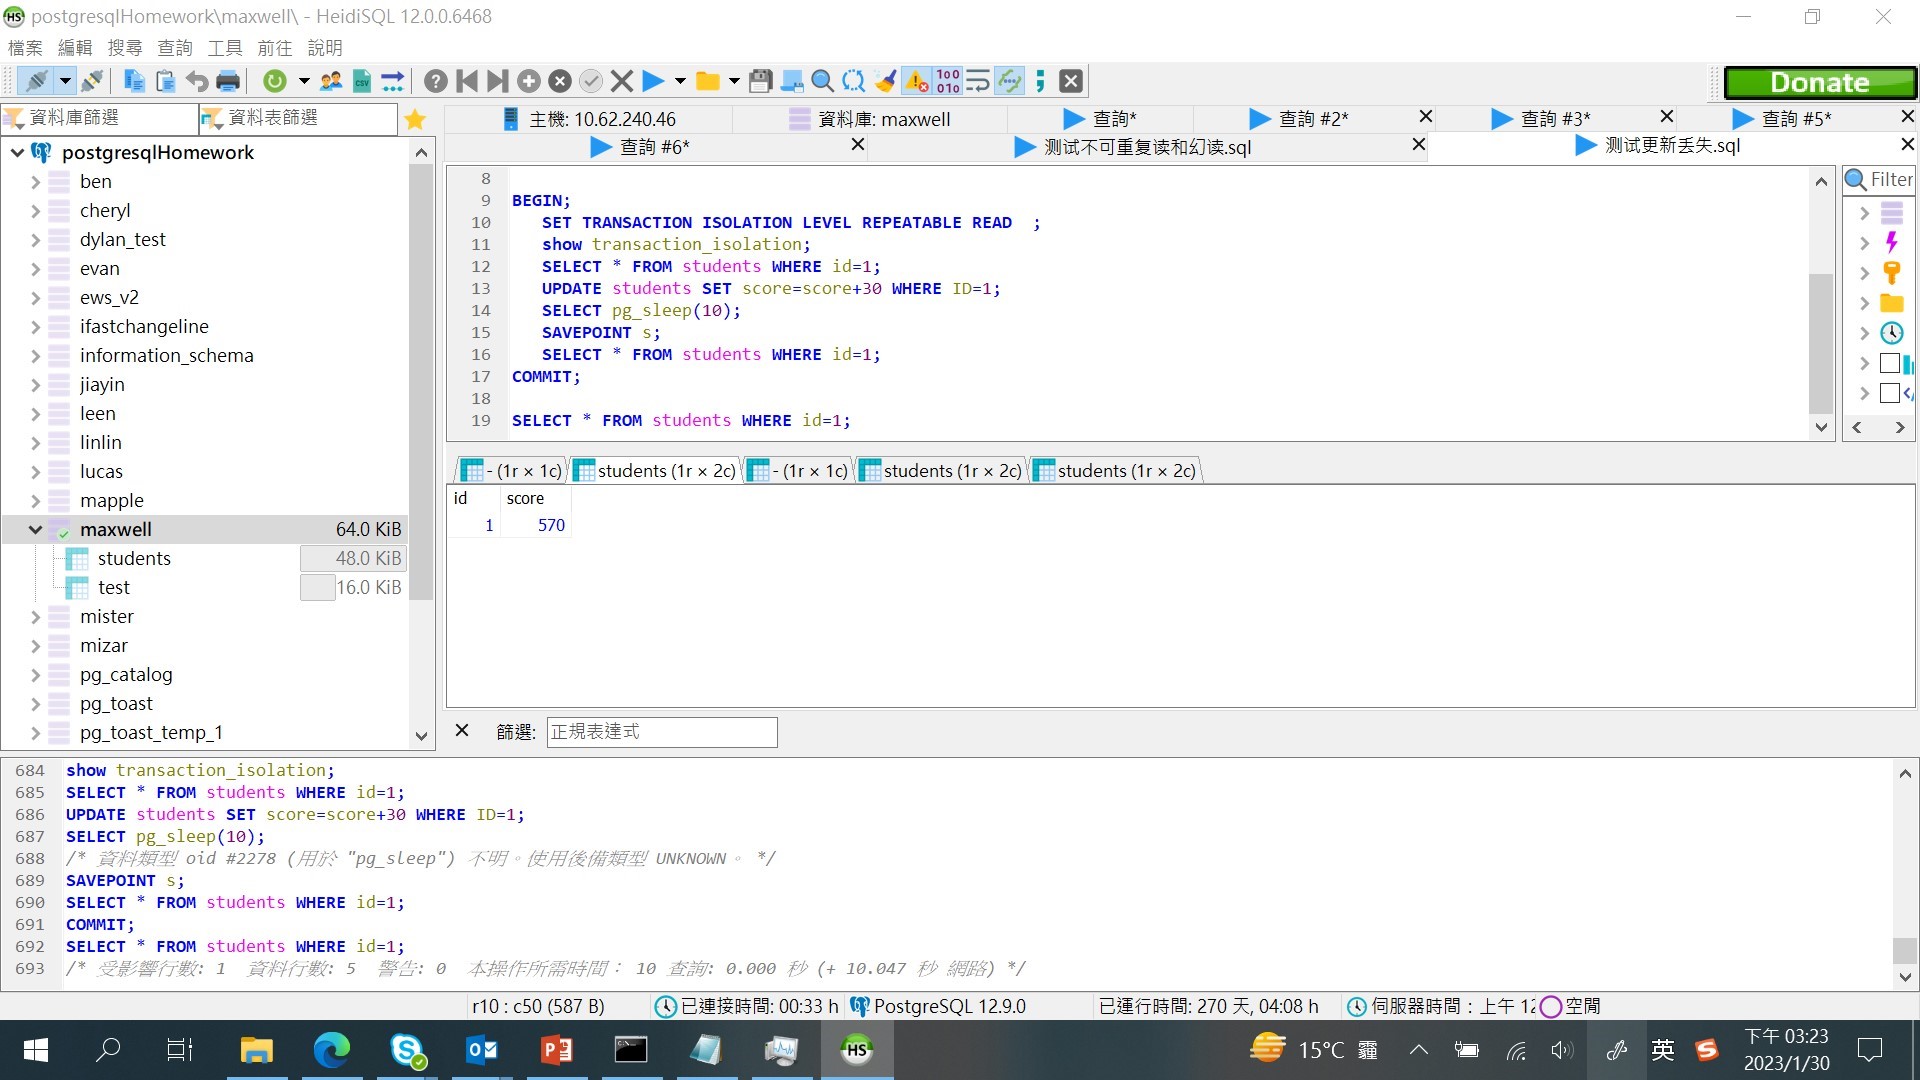 postgresqlHomework\maxwell\ - HeidiSQL 12.0.0.6468
檔案 編輯 搜尋 查詢 工具 前往 說明
Donate
資料庫篩選 資料表篩選
主機: 10.62.240.46 資料庫: maxwell 查詢* 查詢 #2* 查詢 #3* 查詢 #5*
查詢 #6* 测试不可重复读和幻读.sql 测试更新丢失.sql
postgresqlHomework
ben
cheryl
dylan_test
evan
ews_v2
ifastchangeline
information_schema
jiayin
leen
linlin
lucas
mapple
maxwell 64.0 KiB
students 48.0 KiB
test 16.0 KiB
mister
mizar
pg_catalog
pg_toast
pg_toast_temp_1
8
9 BEGIN;
10 SET TRANSACTION ISOLATION LEVEL REPEATABLE READ ;
11 show transaction_isolation;
12 SELECT * FROM students WHERE id=1;
13 UPDATE students SET score=score+30 WHERE ID=1;
14 SELECT pg_sleep(10);
15 SAVEPOINT s;
16 SELECT * FROM students WHERE id=1;
17 COMMIT;
18
19 SELECT * FROM students WHERE id=1;
Filter
- (1r × 1c) students (1r × 2c) - (1r × 1c) students (1r × 2c) students (1r × 2c)
id score
1 570
篩選: 正規表達式
684 show transaction_isolation;
685 SELECT * FROM students WHERE id=1;
686 UPDATE students SET score=score+30 WHERE ID=1;
687 SELECT pg_sleep(10);
688 /* 資料類型 oid #2278 (用於 "pg_sleep") 不明。使用後備類型 UNKNOWN。 */
689 SAVEPOINT s;
690 SELECT * FROM students WHERE id=1;
691 COMMIT;
692 SELECT * FROM students WHERE id=1;
693 /* 受影響行數: 1 資料行數: 5 警告: 0 本操作所需時間： 10 查詢: 0.000 秒 (+ 10.047 秒 網路) */
r10 : c50 (587 B) 已連接時間: 00:33 h PostgreSQL 12.9.0 已運行時間: 270 天, 04:08 h 伺服器時間：上午 12 空閒
15°C 霾 英 下午 03:23
2023/1/30